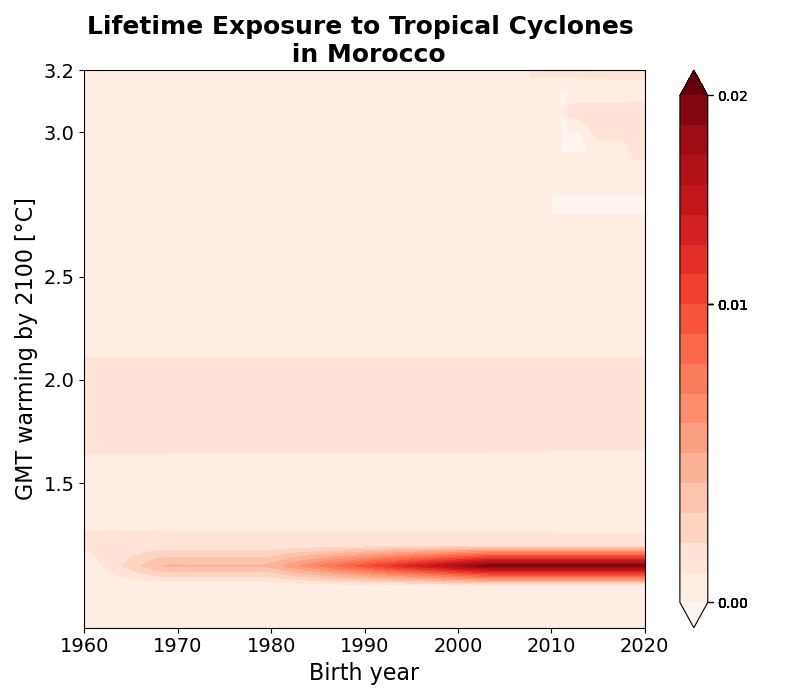 Lifetime Exposure to Tropical Cyclones
in Morocco
3.2
3.0
2.5
2.0
1.5
GMT warming by 2100 [°C]
1960 1970 1980 1990 2000 2010 2020
Birth year
0.02
0.01
0.00